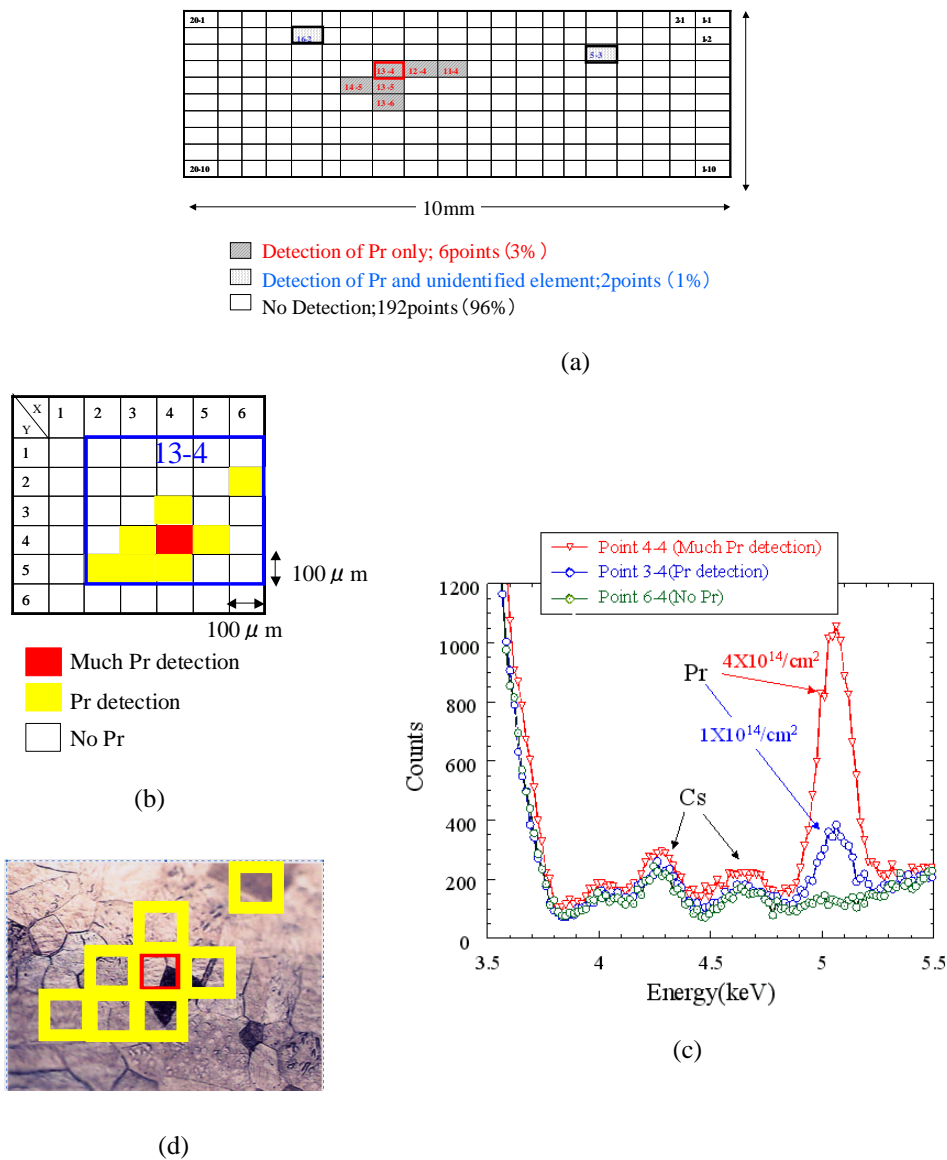 20-1 2-1 1-1
16-2 1-2
5-3
13-4 12-4 11-4
14-5 13-5
13-6
20-10 1-10
10mm
Detection of Pr only; 6points (3%)
Detection of Pr and unidentified element;2points (1%)
No Detection;192points (96%)
(a)
X 1 2 3 4 5 6
Y
1 13-4
2
3
4
5
6
100 μ m
100 μ m
Much Pr detection
Pr detection
No Pr
(b)
Point 4-4 (Much Pr detection)
Point 3-4(Pr detection)
Point 6-4(No Pr)
1200
1000
800
600
400
200
0
Counts
Pr
4X10¹⁴/cm²
1X10¹⁴/cm²
Cs
3.5 4 4.5 5 5.5
Energy(keV)
(c)
(d)